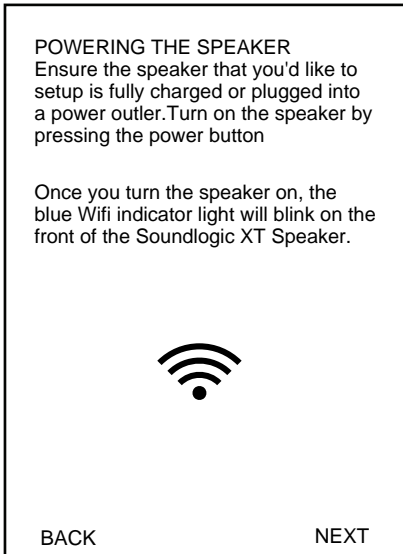 POWERING THE SPEAKER
Ensure the speaker that you'd like to
setup is fully charged or plugged into
a power outler.Turn on the speaker by
pressing the power button
Once you turn the speaker on, the
blue Wifi indicator light will blink on the
front of the Soundlogic XT Speaker.
BACK
NEXT